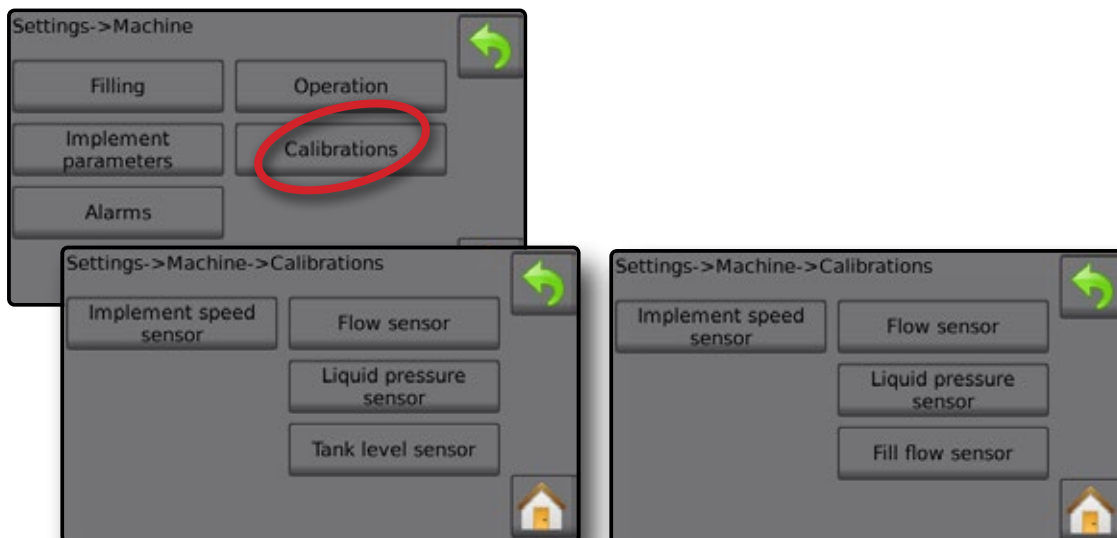 Settings->Machine
Filling
Operation
Implement
parameters
Calibrations
Alarms
Settings->Machine->Calibrations
Implement speed
sensor
Flow sensor
Liquid pressure
sensor
Tank level sensor
Settings->Machine->Calibrations
Implement speed
sensor
Flow sensor
Liquid pressure
sensor
Fill flow sensor